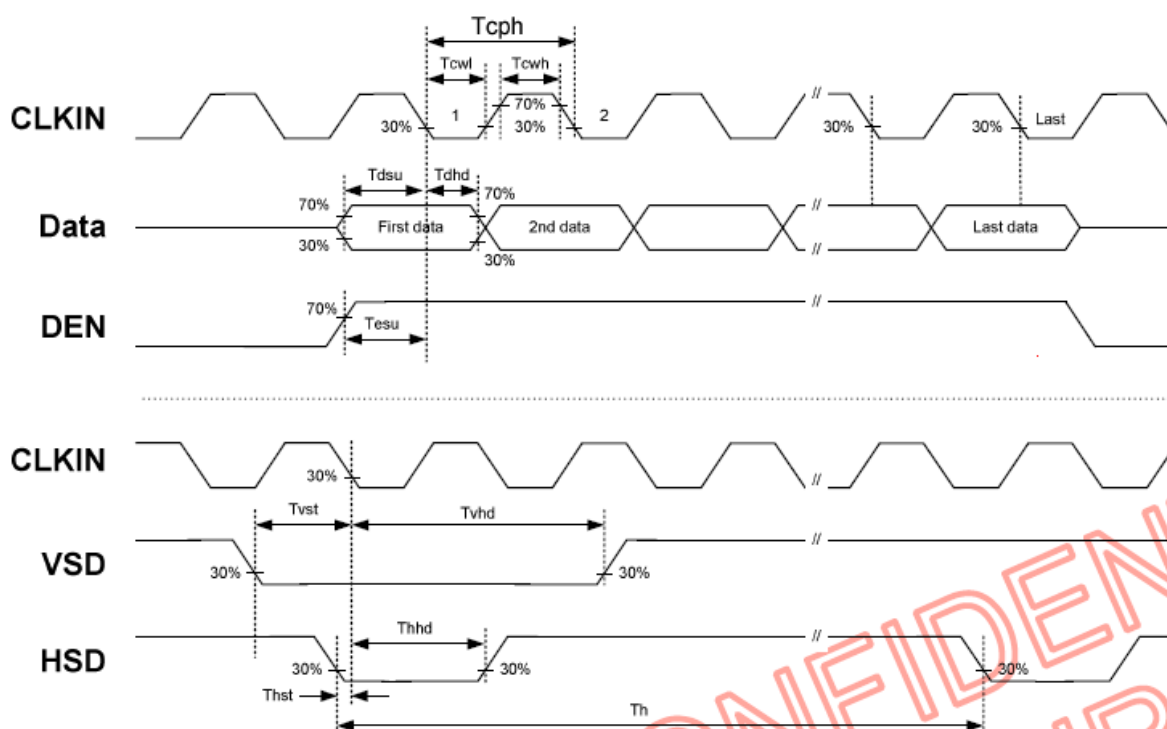 Tcph
Tcwl Tcwh
CLKIN 30% 1 70% 30% 2 // 30% 30% Last
Tdsu Tdhd
Data 70% 30% First data 70% 30% 2nd data // // Last data
DEN 70% Tesu //
CLKIN 30% //
Tvst Tvhd
VSD 30% 30% //
Thhd
HSD 30% 30% // 30%
Thst
Th